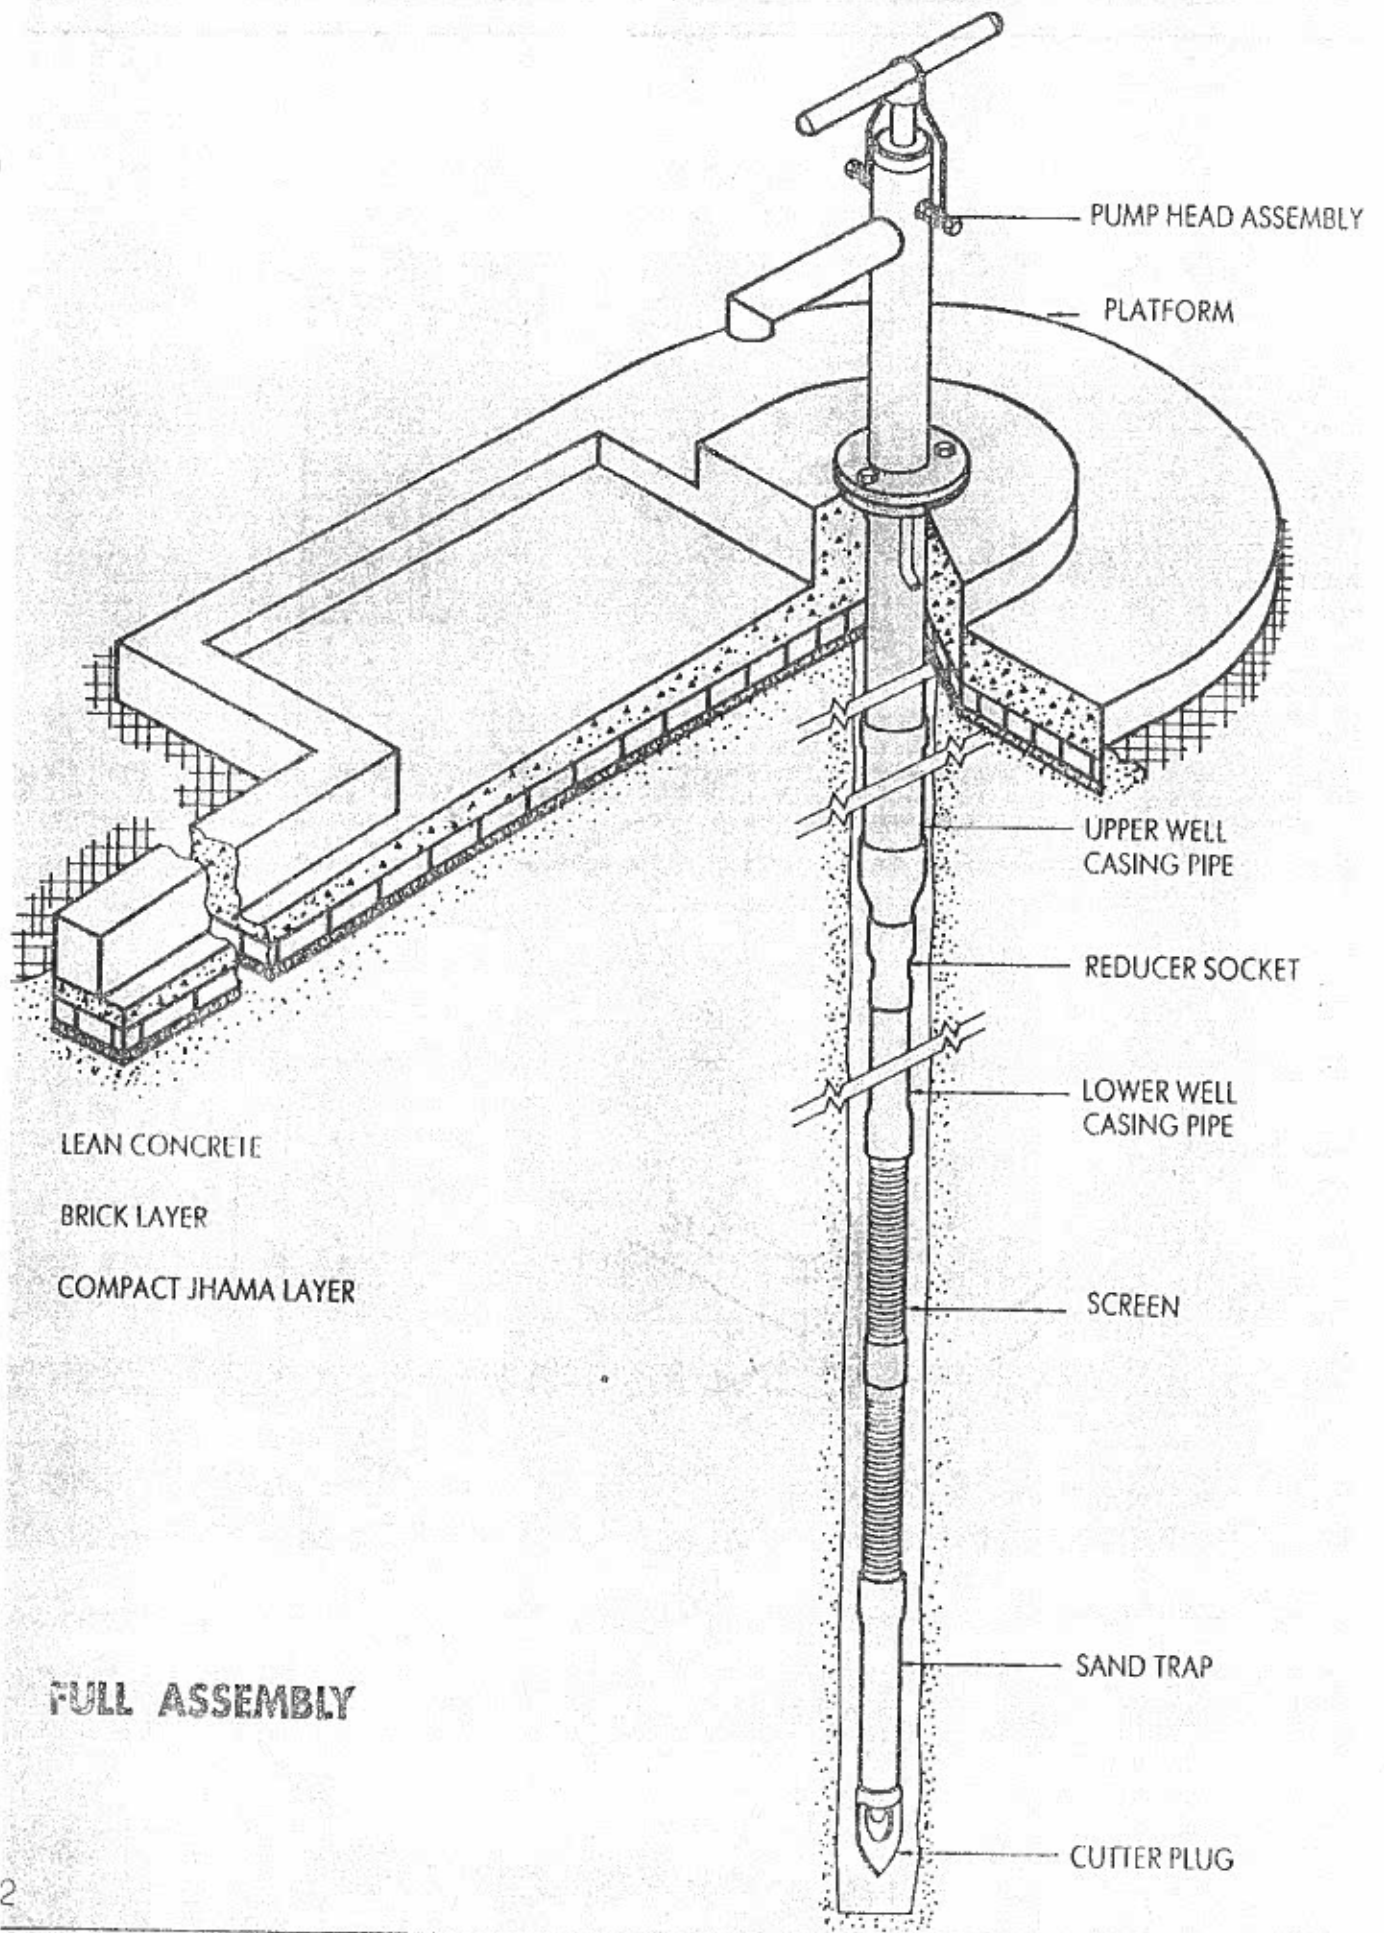 PUMP HEAD ASSEMBLY
PLATFORM
UPPER WELL
CASING PIPE
REDUCER SOCKET
LOWER WELL
CASING PIPE
LEAN CONCRETE
BRICK LAYER
COMPACT JHAMA LAYER
SCREEN
SAND TRAP
FULL ASSEMBLY
CUTTER PLUG
2